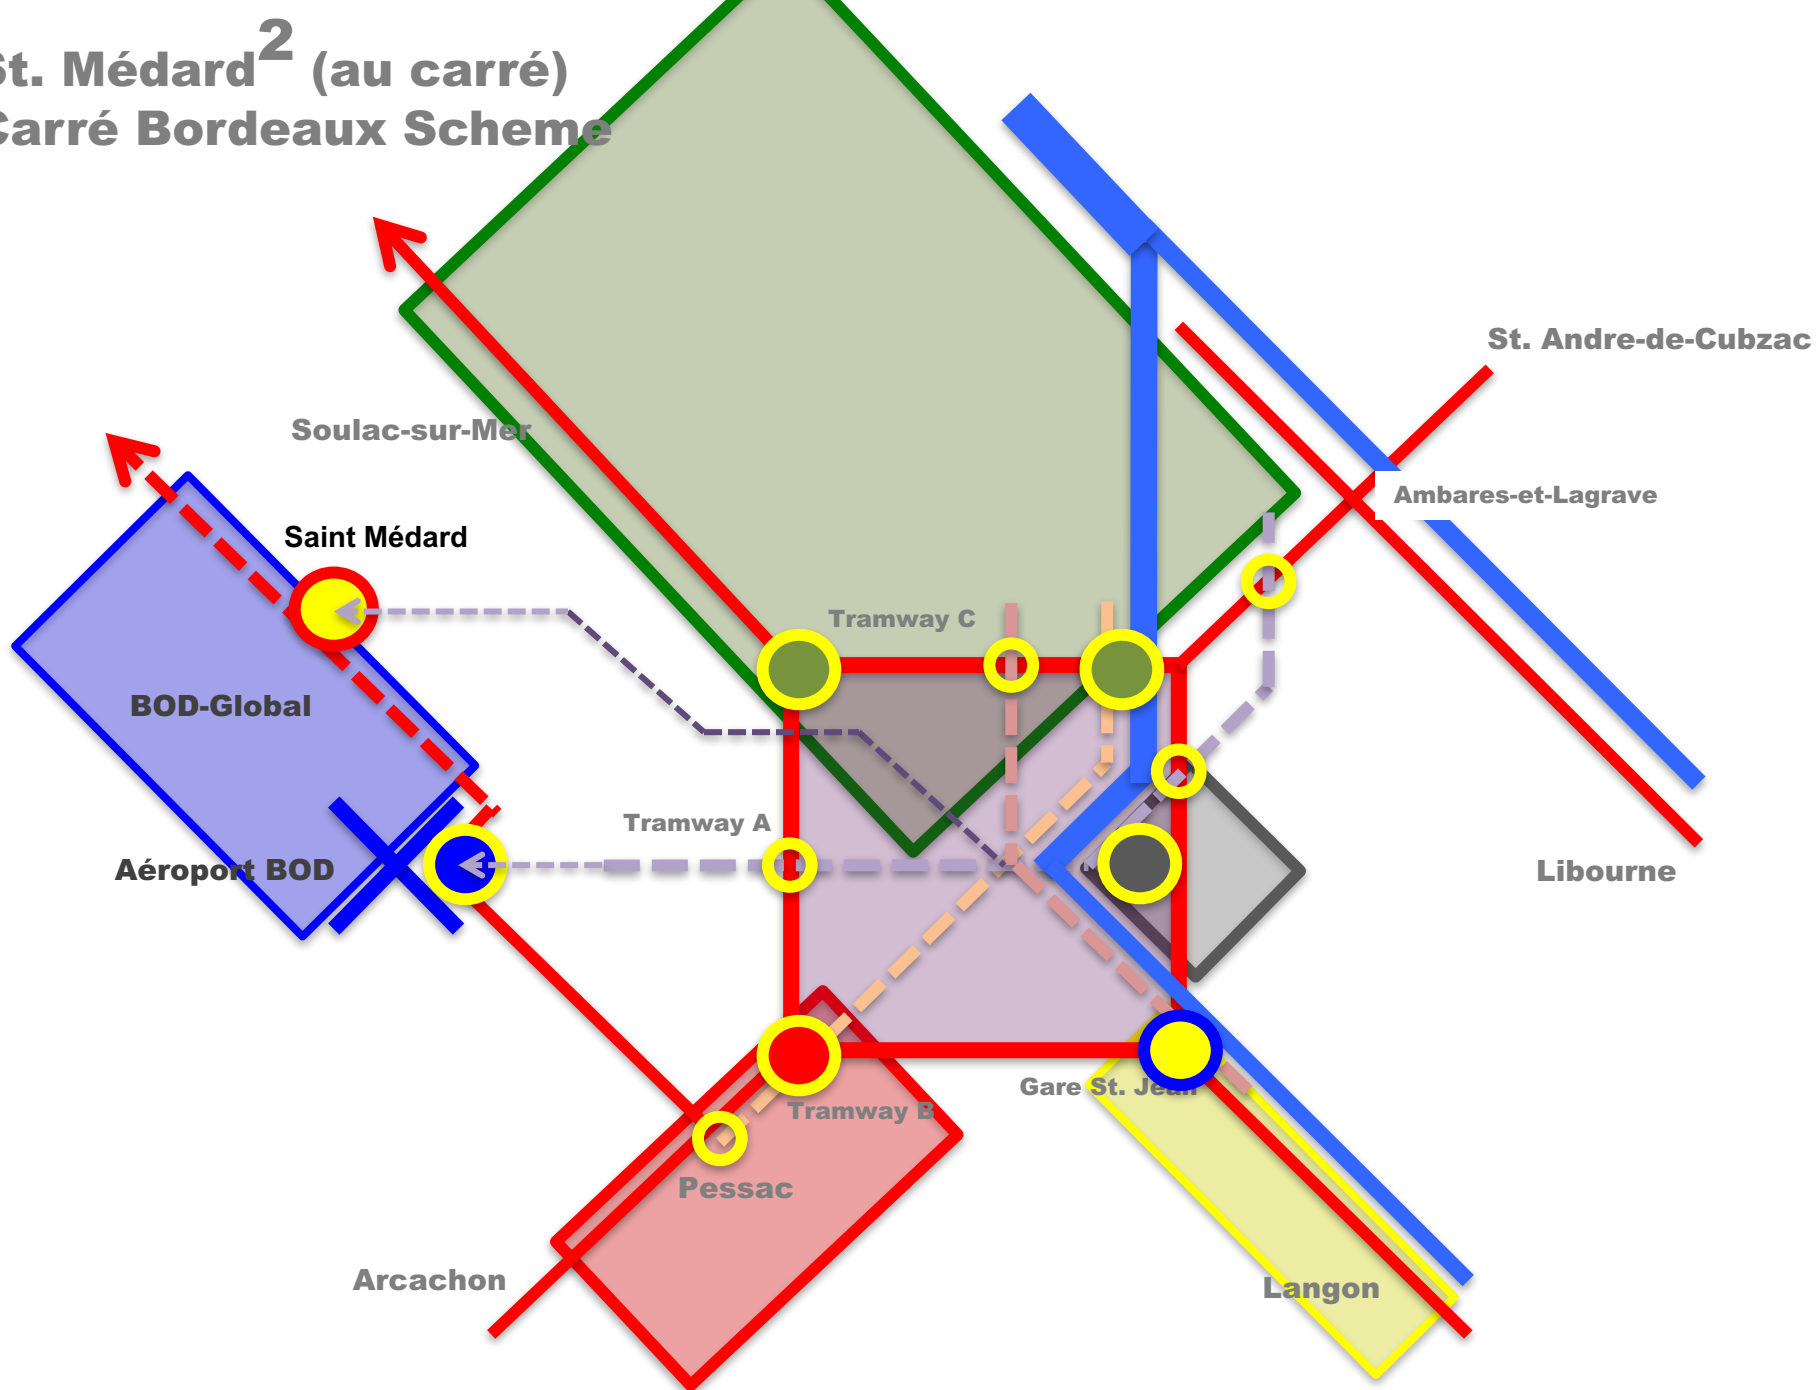 St. Médard2 (au carré)
Carré Bordeaux Scheme
St. Andre-de-Cubzac
Soulac-sur-Mer
Ambares-et-Lagrave
Saint Médard
Tramway C
BOD-Global
Tramway A
Aéroport BOD
Libourne
Gare St. Jean
Tramway B
Pessac
Arcachon
Langon